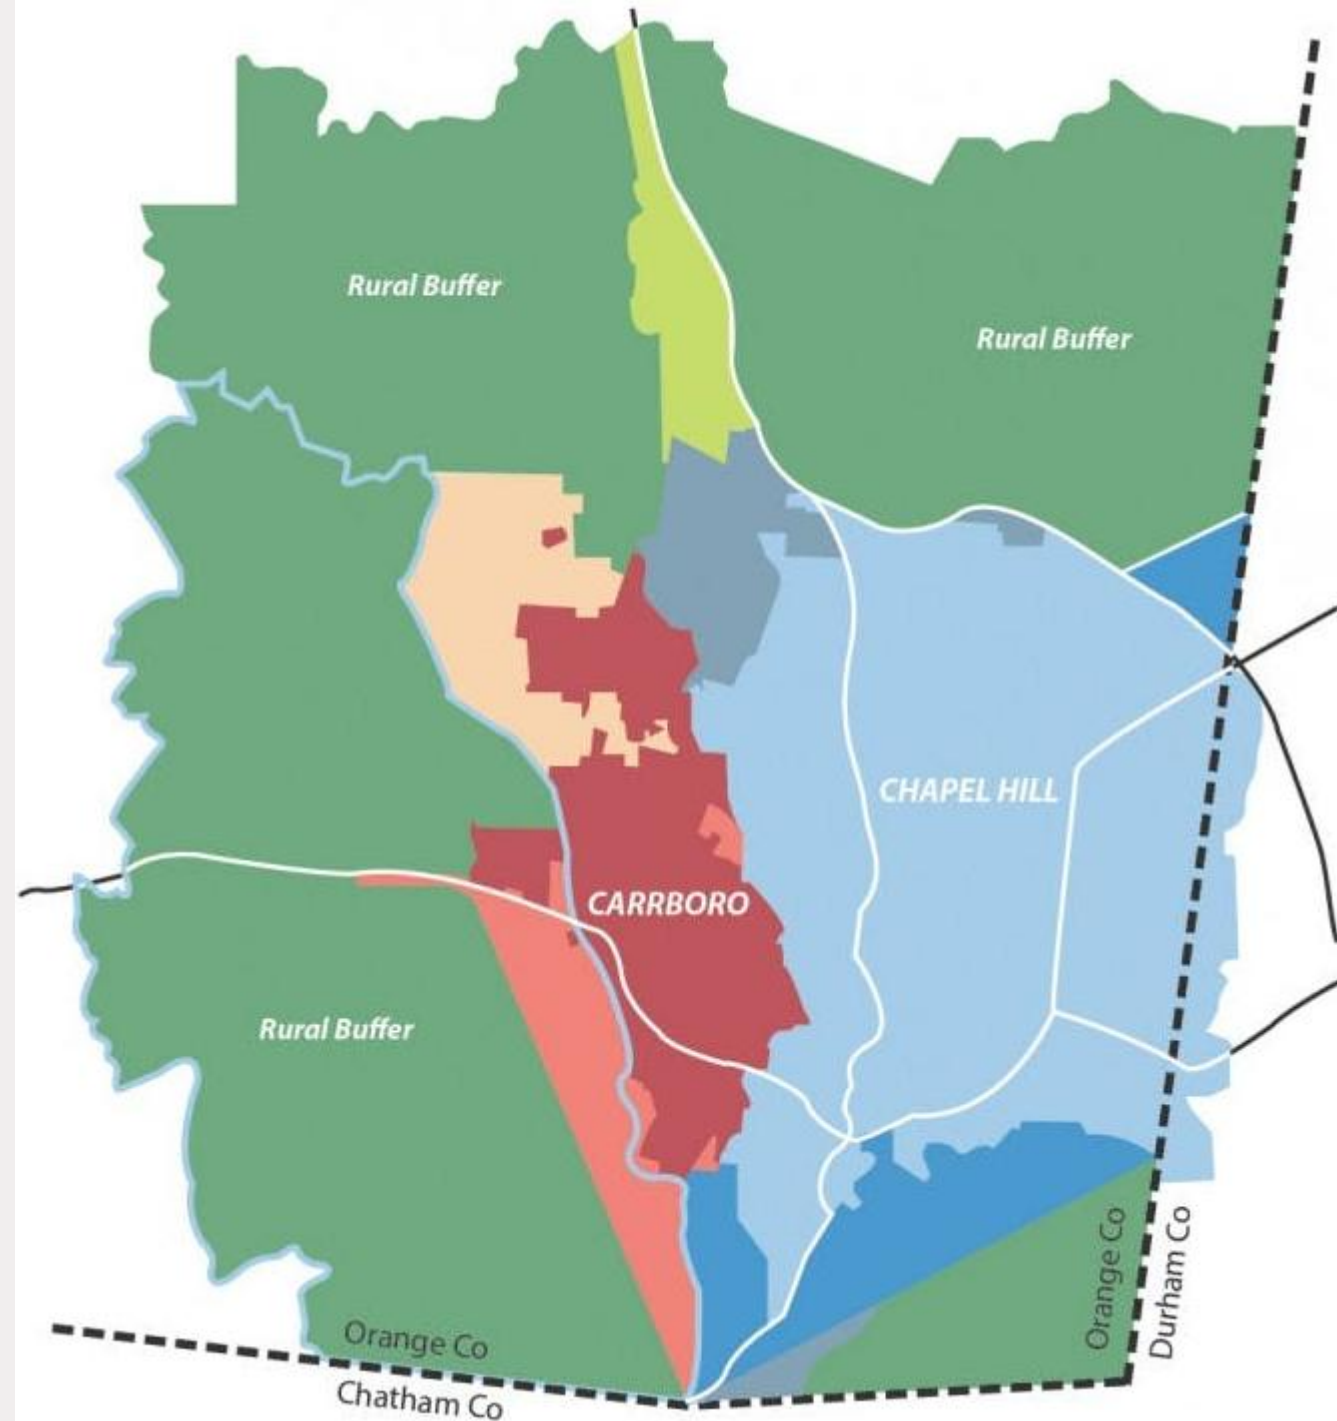 Rural Buffer
Rural Buffer
CHAPEL HILL
CARRBORO
Rural Buffer
Orange Co
Durham Co
Orange Co
Chatham Co